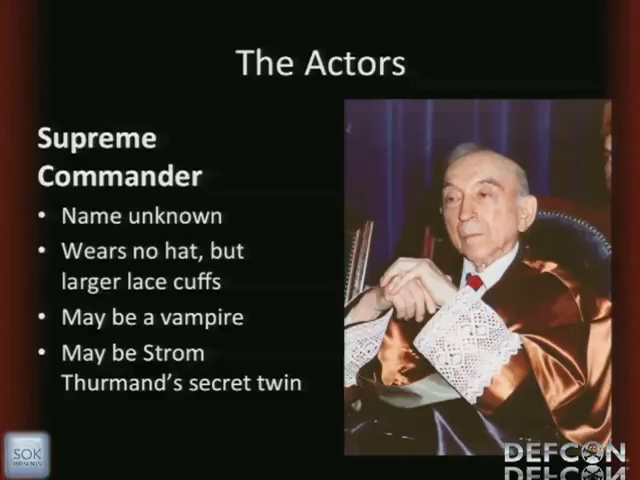 The Actors
Supreme
Commander
• Name unknown
• Wears no hat, but
larger lace cuffs
• May be a vampire
• May be Strom
Thurmand's secret twin
SOK
DEFCON